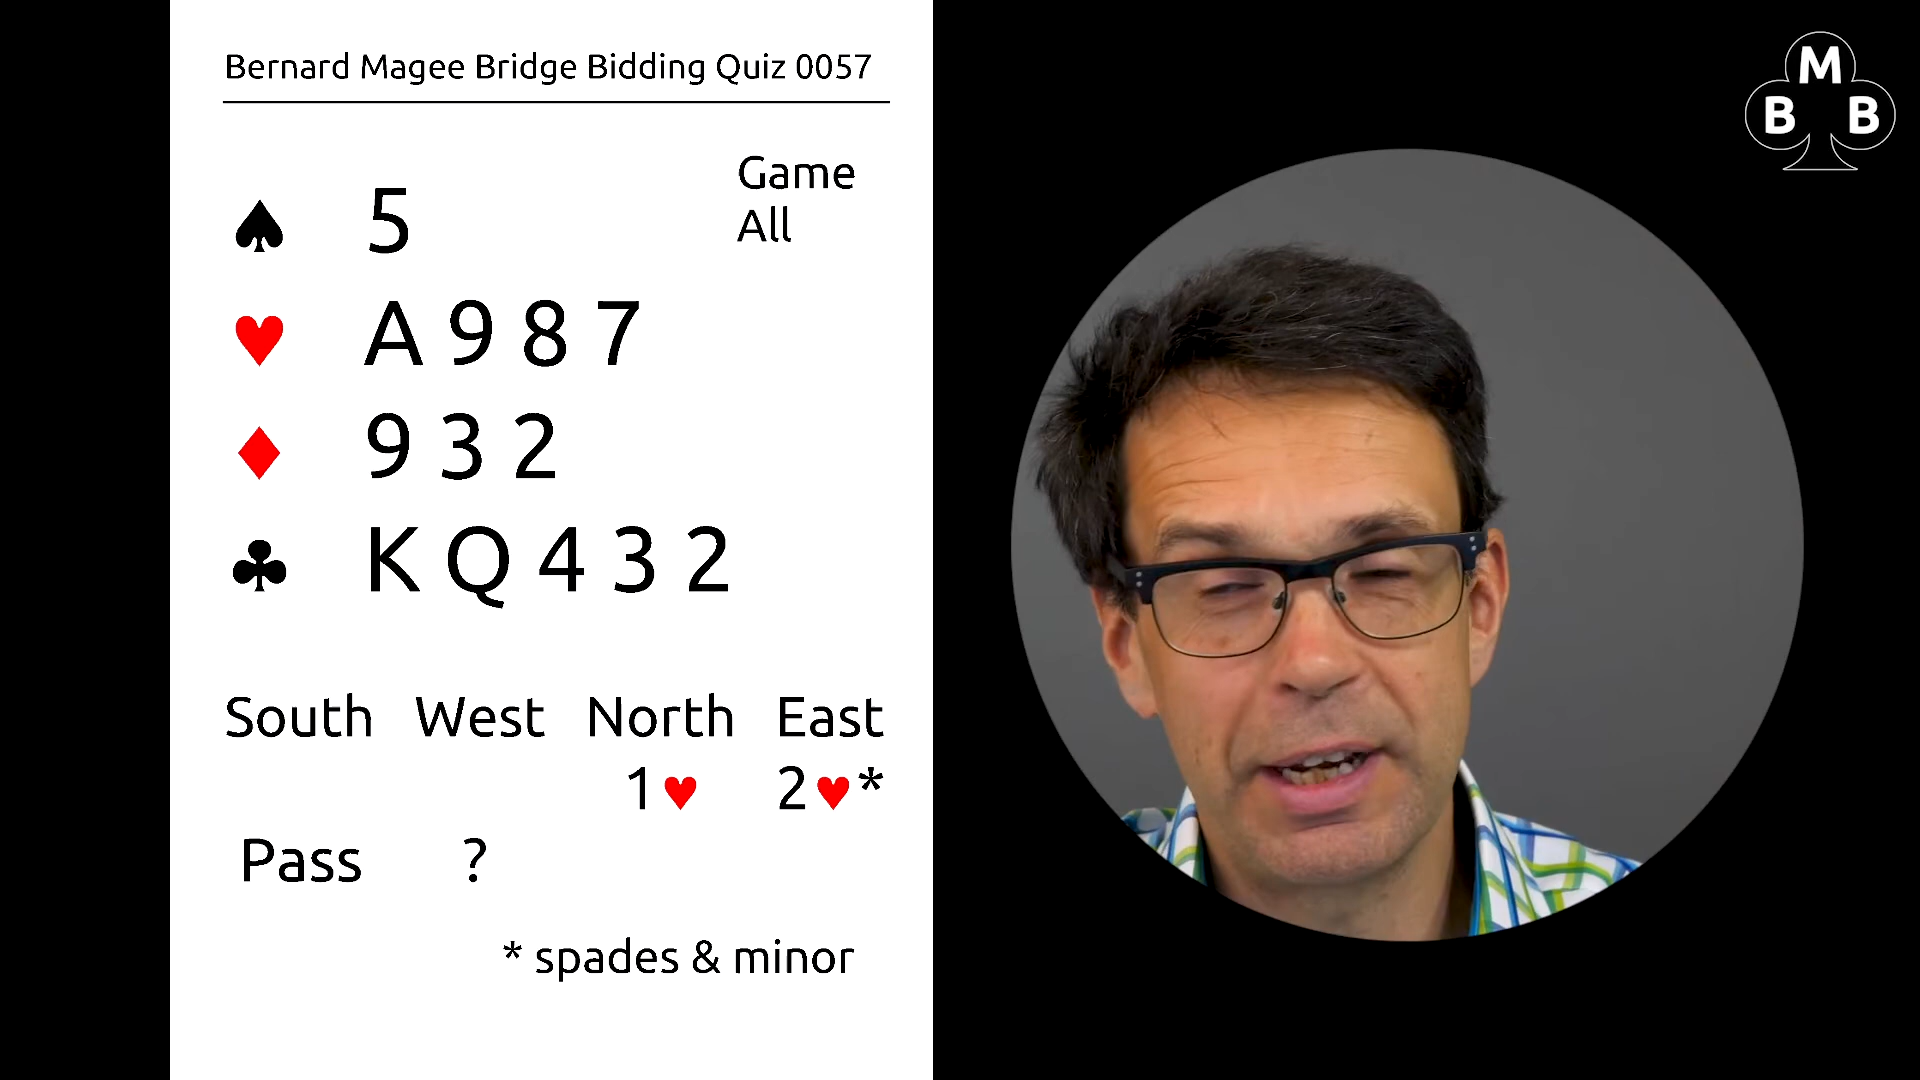 Bernard Magee Bridge Bidding Quiz 0057
Game
All
♠ 5
♥ A 9 8 7
♦ 9 3 2
♣ K Q 4 3 2
South West North East
1♥ 2♥*
Pass ?
* spades & minor
M
B B